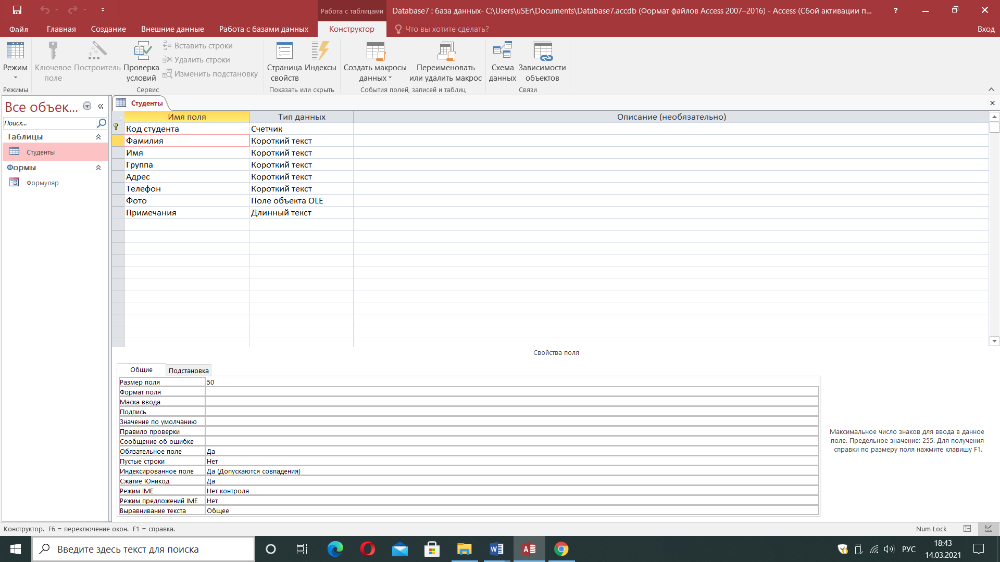 Работа с таблицами
Database7 : база данных- C:\Users\uSEr\Documents\Database7.accdb (Формат файлов Access 2007–2016) - Access (Сбой активации п...
?
Файл
Главная
Создание
Внешние данные
Работа с базами данных
Конструктор
Что вы хотите сделать?
Вход
Режим
Ключевое поле
Построитель
Проверка условий
Вставить строки
Удалить строки
Изменить подстановку
Страница свойств
Индексы
Создать макросы данных
Переименовать или удалить макрос
Схема данных
Зависимости объектов
Режимы
Сервис
Показать или скрыть
События полей, записей и таблиц
Связи
Все объек...
Поиск...
Таблицы
Студенты
Формы
Формуляр
Студенты
Имя поля Тип данных Описание (необязательно)
Код студента Счетчик
Фамилия Короткий текст
Имя Короткий текст
Группа Короткий текст
Адрес Короткий текст
Телефон Короткий текст
Фото Поле объекта OLE
Примечания Длинный текст
Свойства поля
Общие Подстановка
Размер поля 50
Формат поля
Маска ввода
Подпись
Значение по умолчанию
Правило проверки
Сообщение об ошибке
Обязательное поле Да
Пустые строки Нет
Индексированное поле Да (Допускаются совпадения)
Сжатие Юникод Да
Режим IME Нет контроля
Режим предложений IME Нет
Выравнивание текста Общее
Максимальное число знаков для ввода в данное
поле. Предельное значение: 255. Для получения
справки по размеру поля нажмите клавишу F1.
Конструктор. F6 = переключение окон. F1 = справка.
Num Lock
Введите здесь текст для поиска
РУС
18:43
14.03.2021